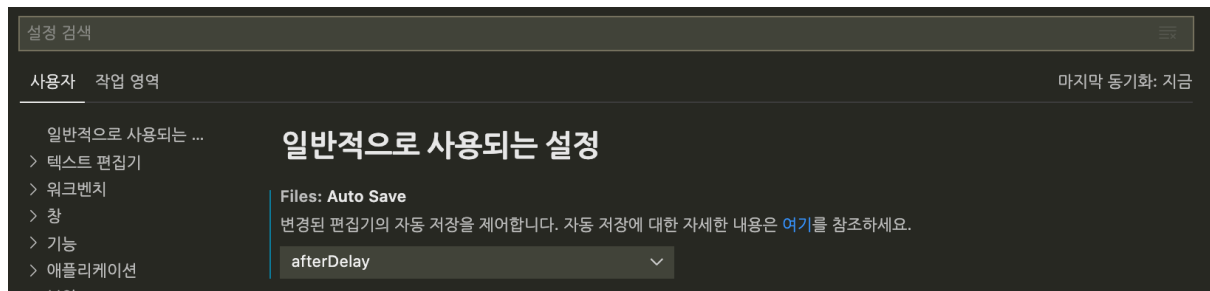 설정 검색
사용자 작업 영역 마지막 동기화: 지금
일반적으로 사용되는 ...
텍스트 편집기
워크벤치
창
기능
애플리케이션
일반적으로 사용되는 설정
Files: Auto Save
변경된 편집기의 자동 저장을 제어합니다. 자동 저장에 대한 자세한 내용은 여기를 참조하세요.
afterDelay